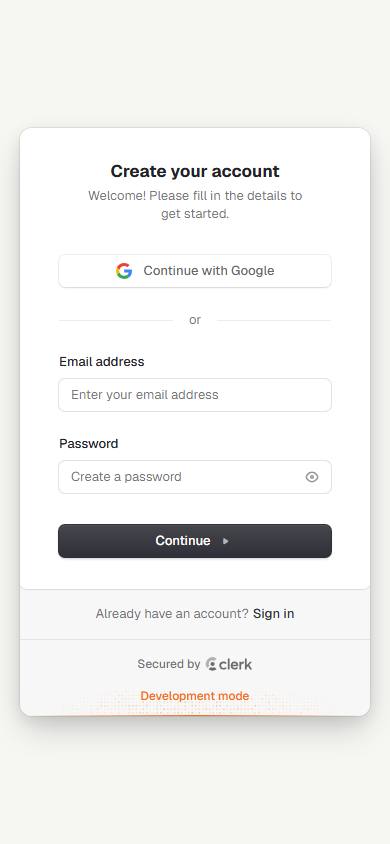 Create your account
Welcome! Please fill in the details to
get started.
Continue with Google
or
Email address
Enter your email address
Password
Create a password
Continue
Already have an account? Sign in
Secured by clerk
Development mode